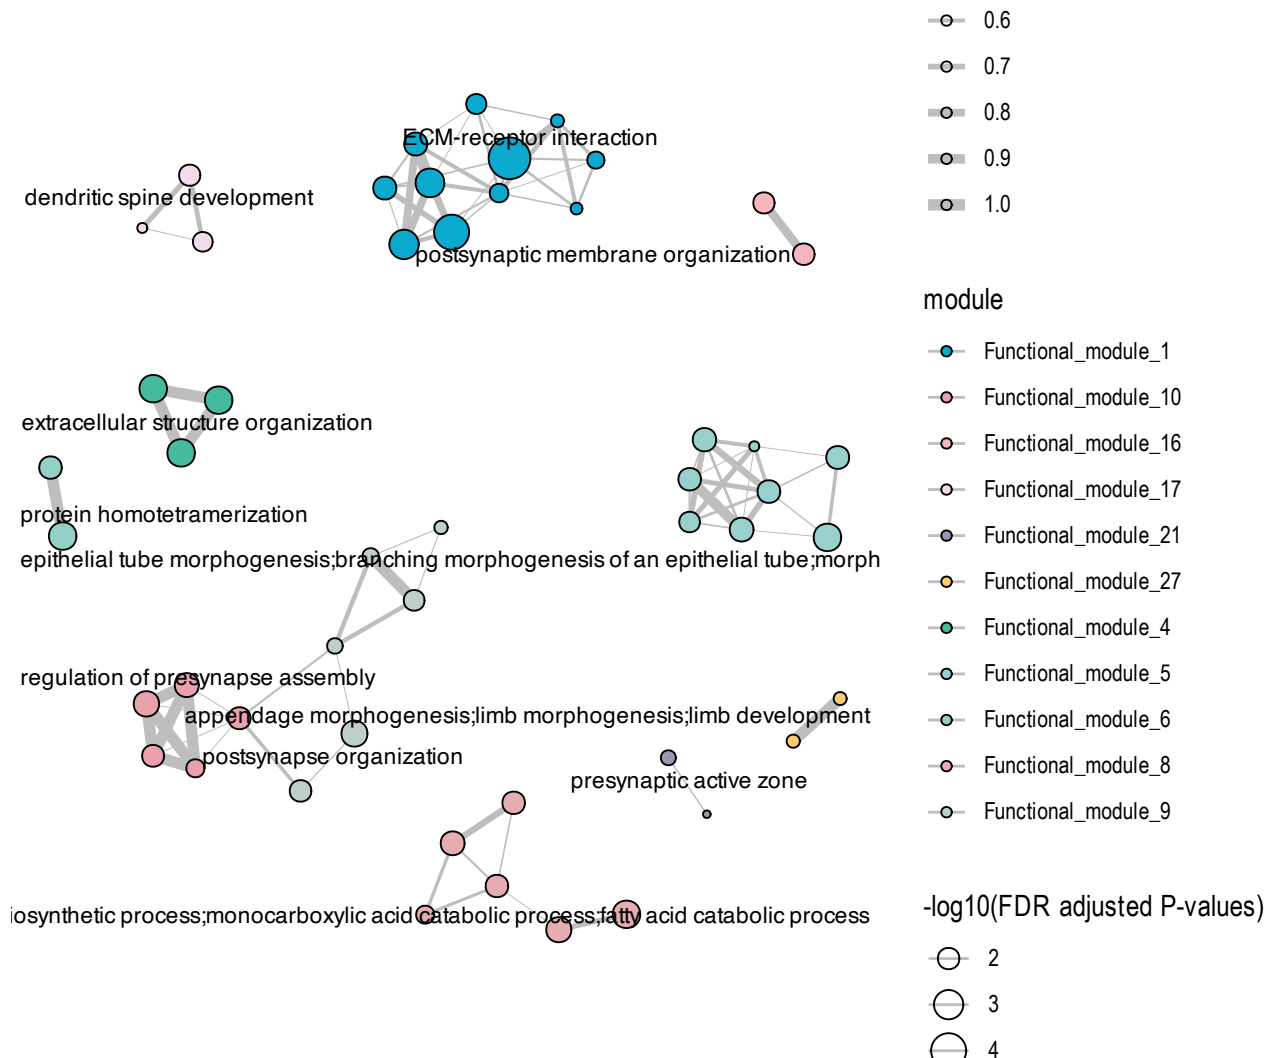 0.6
0.7
0.8
0.9
1.0
ECM-receptor interaction
dendritic spine development
postsynaptic membrane organization
extracellular structure organization
protein homotetramerization
epithelial tube morphogenesis;branching morphogenesis of an epithelial tube;morph
regulation of presynapse assembly
appendage morphogenesis;limb morphogenesis;limb development
postsynapse organization
presynaptic active zone
iosynthetic process;monocarboxylic acid catabolic process;fatty acid catabolic process
module
Functional_module_1
Functional_module_10
Functional_module_16
Functional_module_17
Functional_module_21
Functional_module_27
Functional_module_4
Functional_module_5
Functional_module_6
Functional_module_8
Functional_module_9
-log10(FDR adjusted P-values)
2
3
4